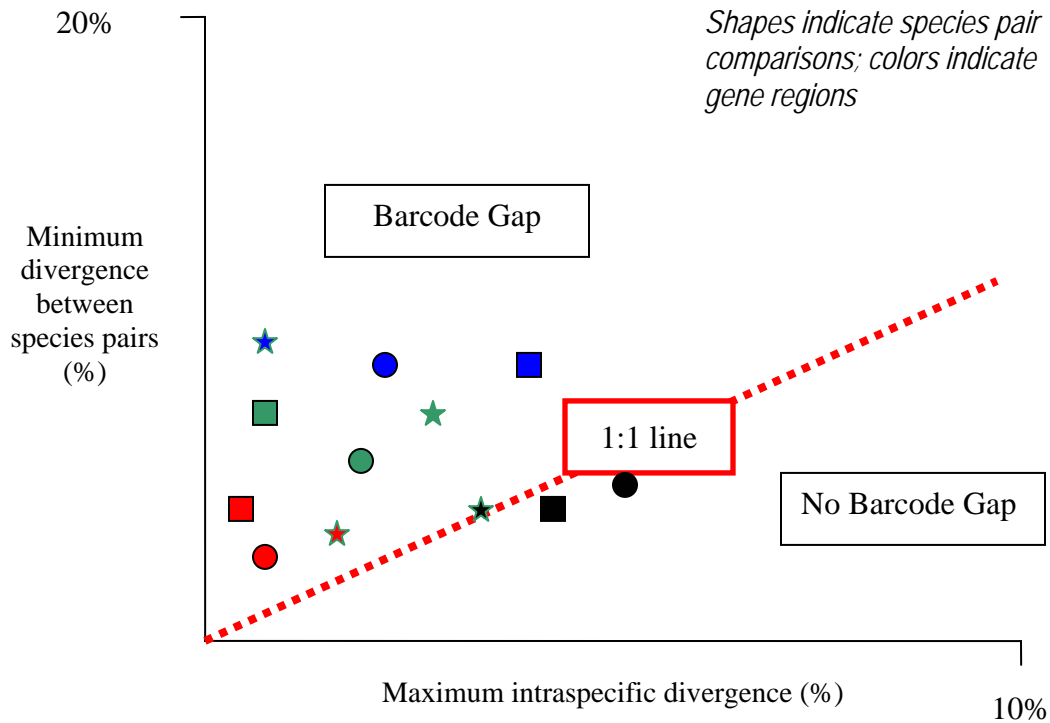 20%
Shapes indicate species pair
comparisons; colors indicate
gene regions
Barcode Gap
Minimum
divergence
between
species pairs
(%)
1:1 line
No Barcode Gap
Maximum intraspecific divergence (%)
10%